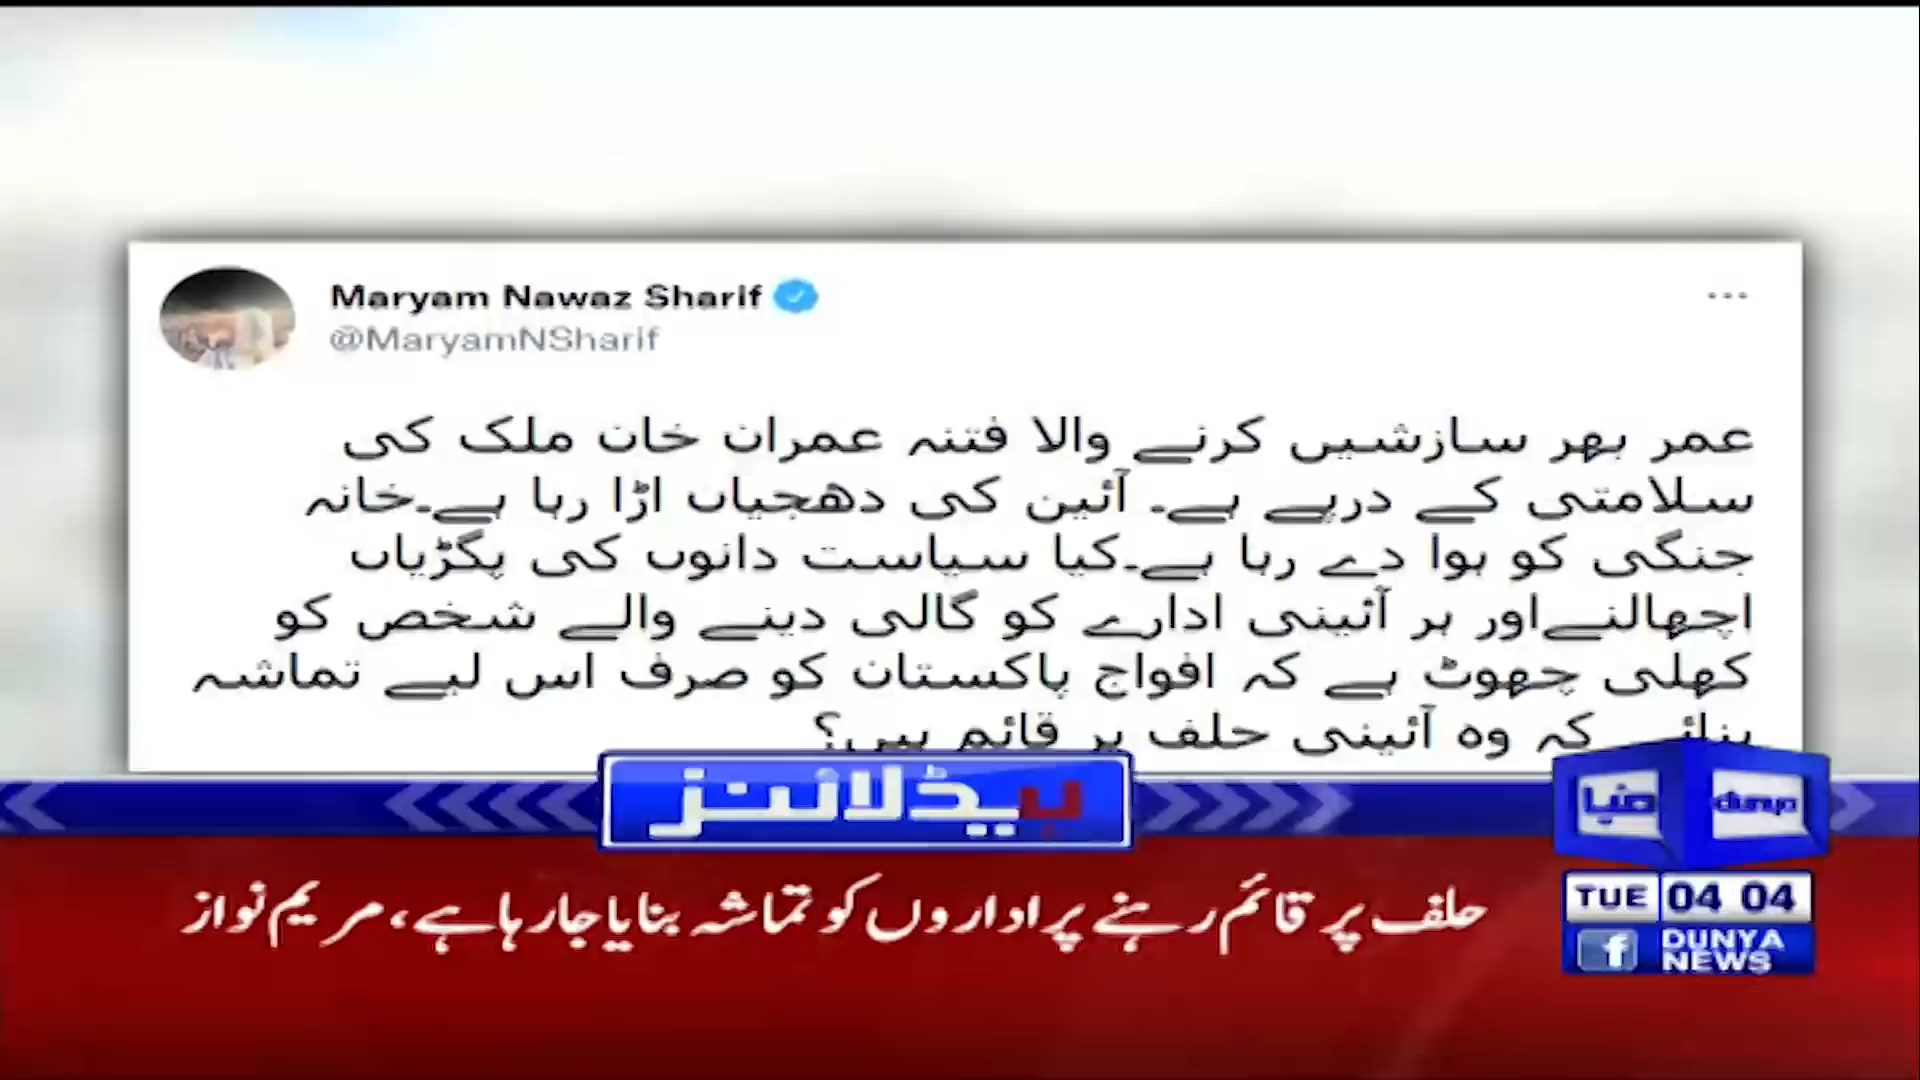 Maryam Nawaz Sharif
@MaryamNSharif
عمر بھر سازشیں کرنے والا فتنہ عمران خان ملک کی
سلامتی کے درپے ہے۔ آئین کی دھجیاں اڑا رہا ہے۔خانہ
جنگی کو ہوا دے رہا ہے۔کیا سیاست دانوں کی پگڑیاں
اچھالنےاور ہر آئینی ادارے کو گالی دینے والے شخص کو
کھلی چھوٹ ہے کہ افواج پاکستان کو صرف اس لیے تماشہ
بنائے کہ وہ آئینی حلف پر قائم ہیں؟
ہیڈلائنز
دنیا
dunya
حلف پر قائم رہنے پر اداروں کو تماشہ بنایا جا رہا ہے، مریم نواز
TUE 04 04
DUNYA
NEWS